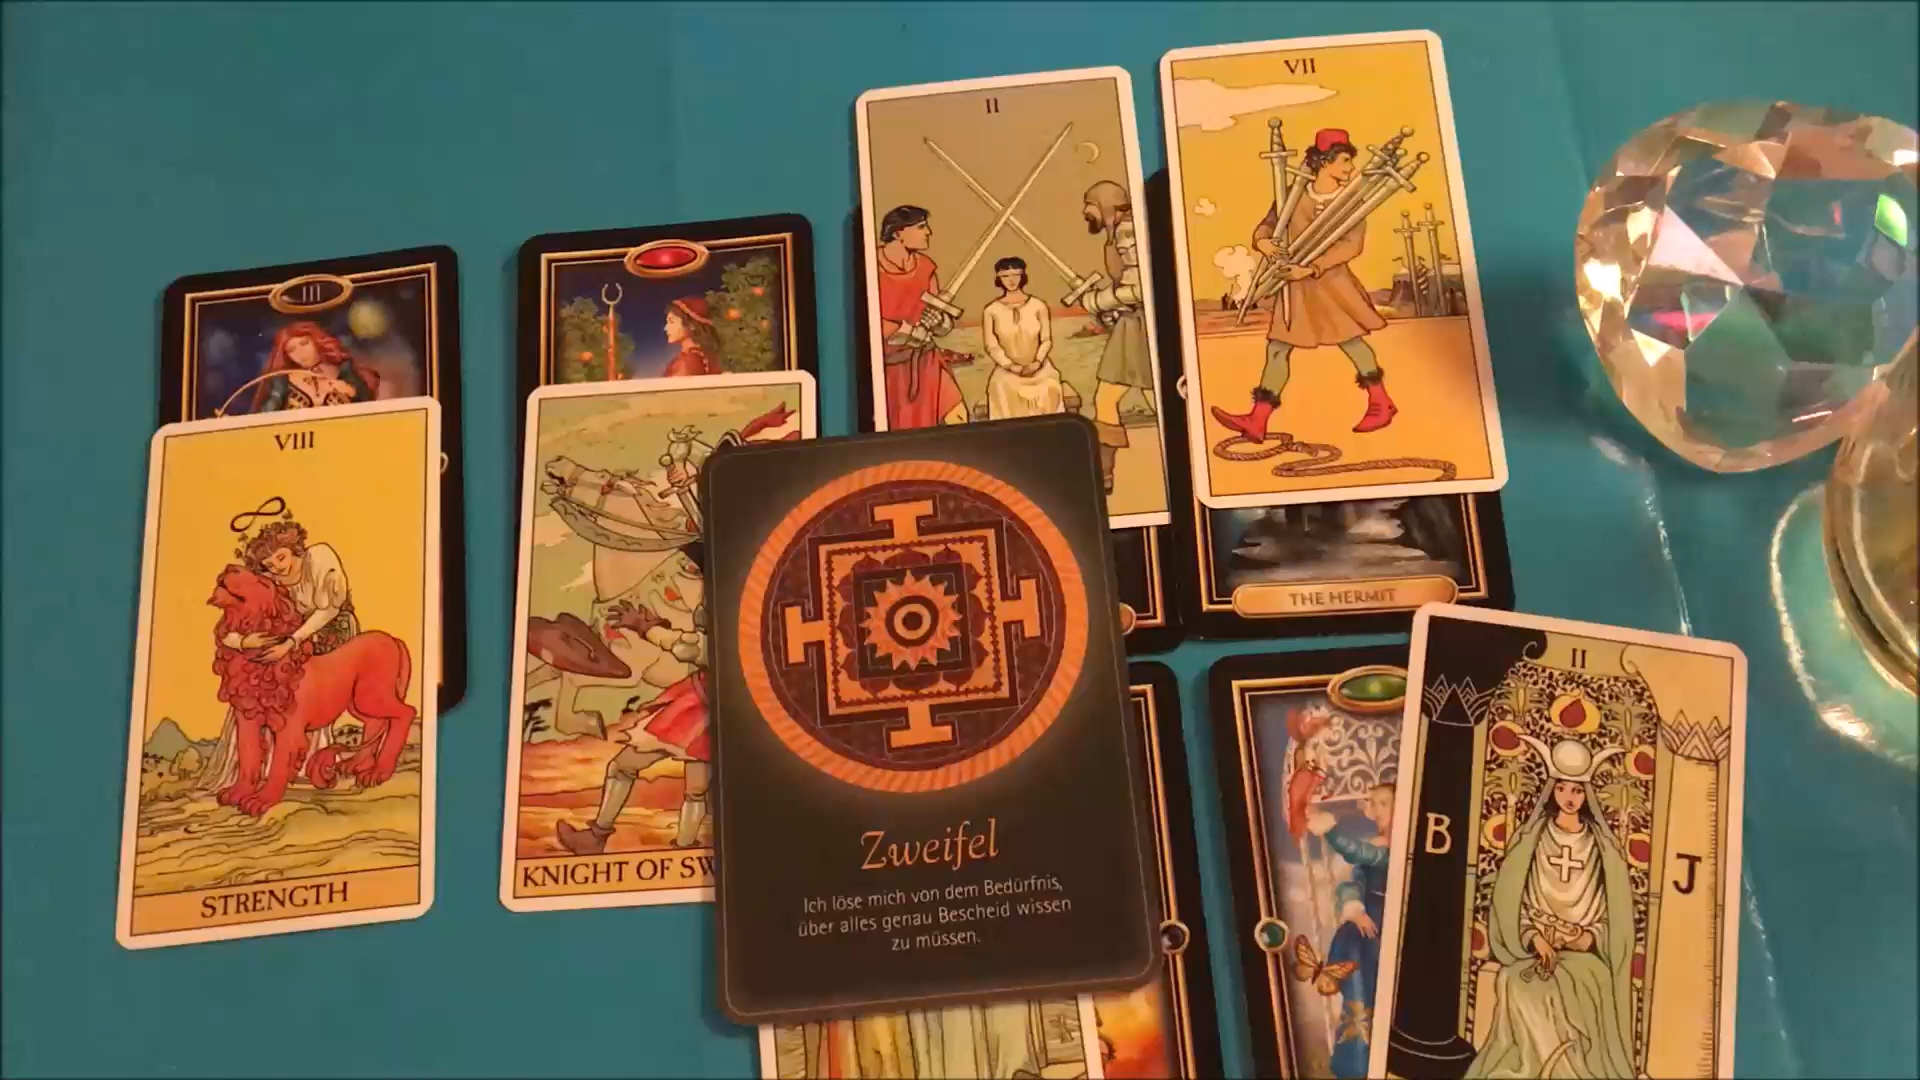 VII
II
III
VIII
STRENGTH
KNIGHT OF SW
THE HERMIT
Zweifel
Ich löse mich von dem Bedürfnis,
über alles genau Bescheid wissen
zu müssen.
II
B
J